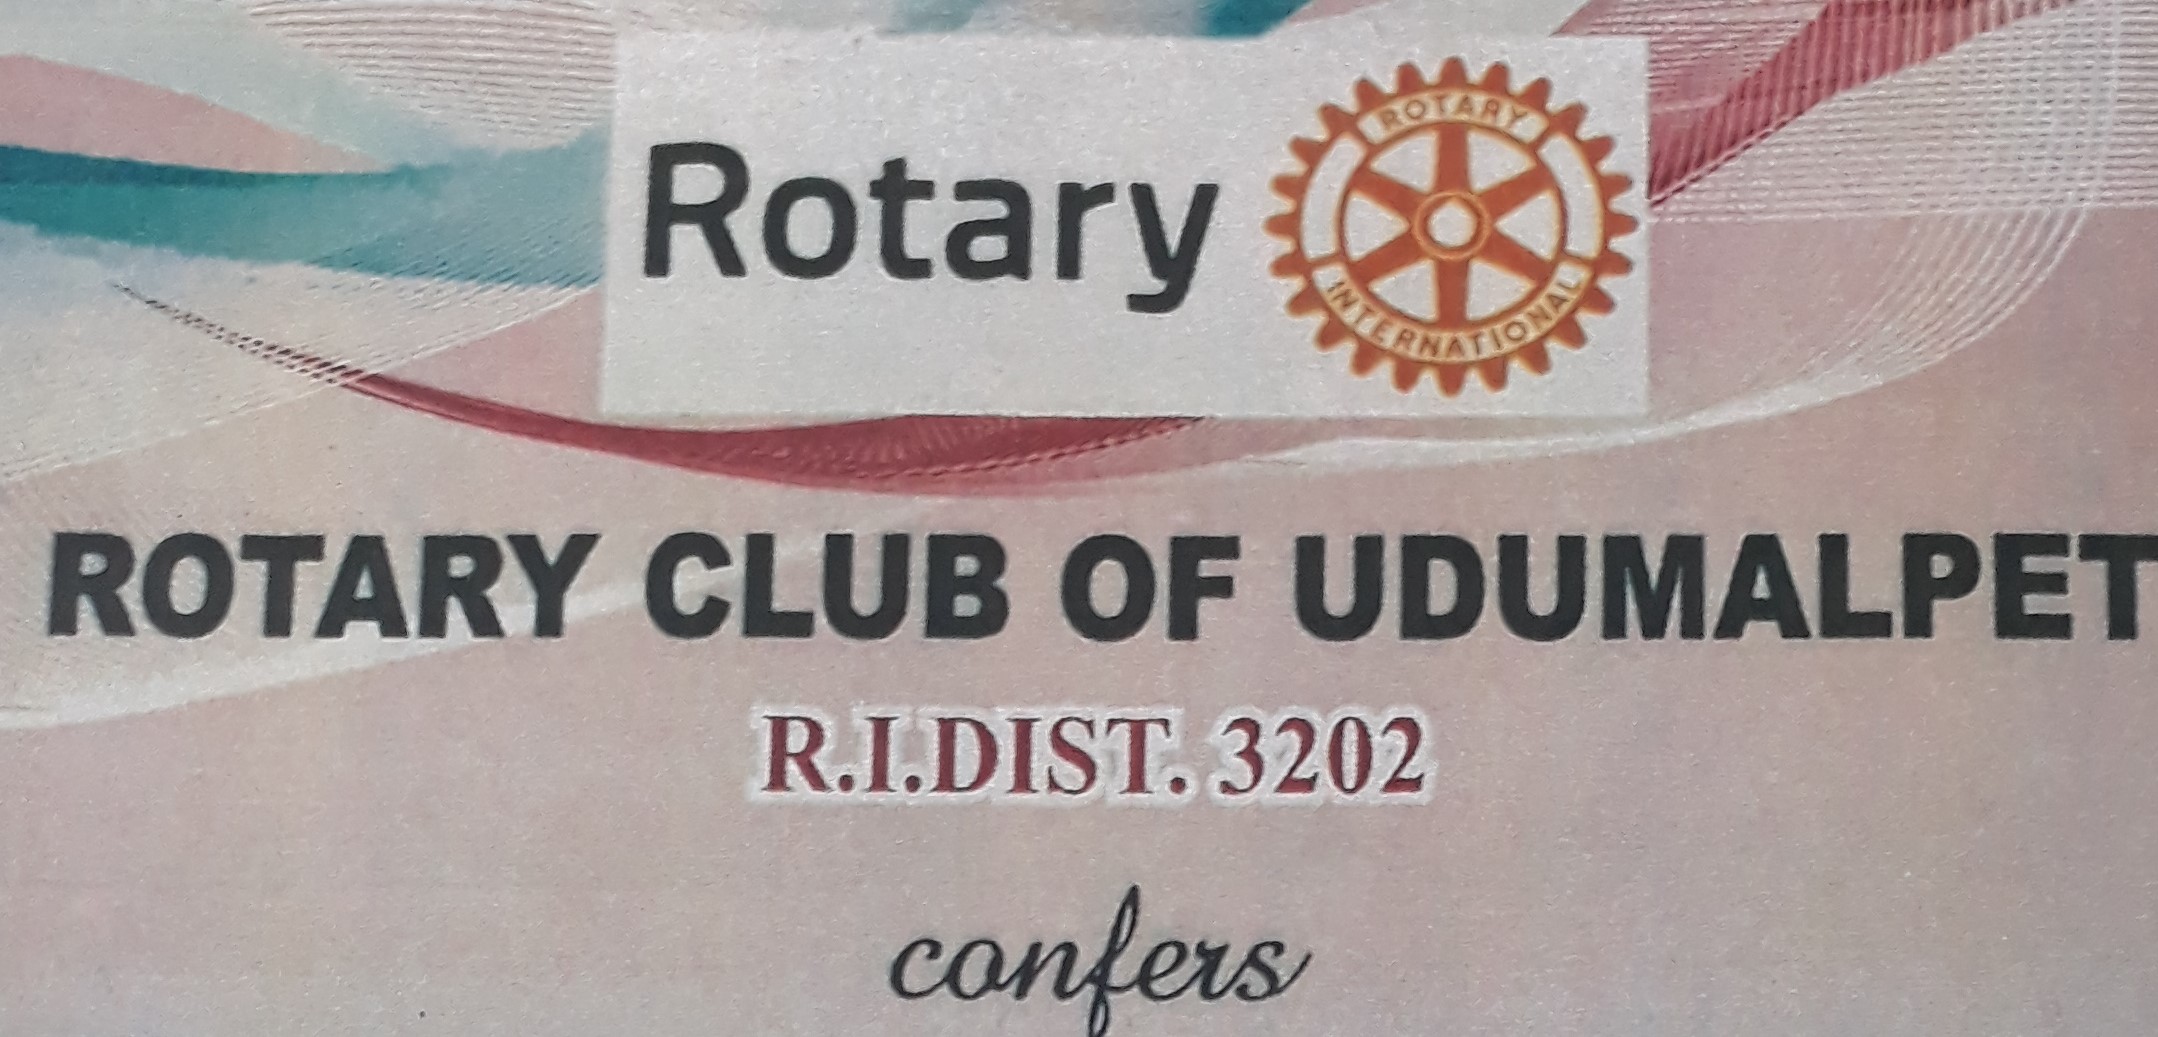 Rotary
ROTARY
INTERNATIONAL
ROTARY CLUB OF UDUMALPET
R.I.DIST. 3202
confers